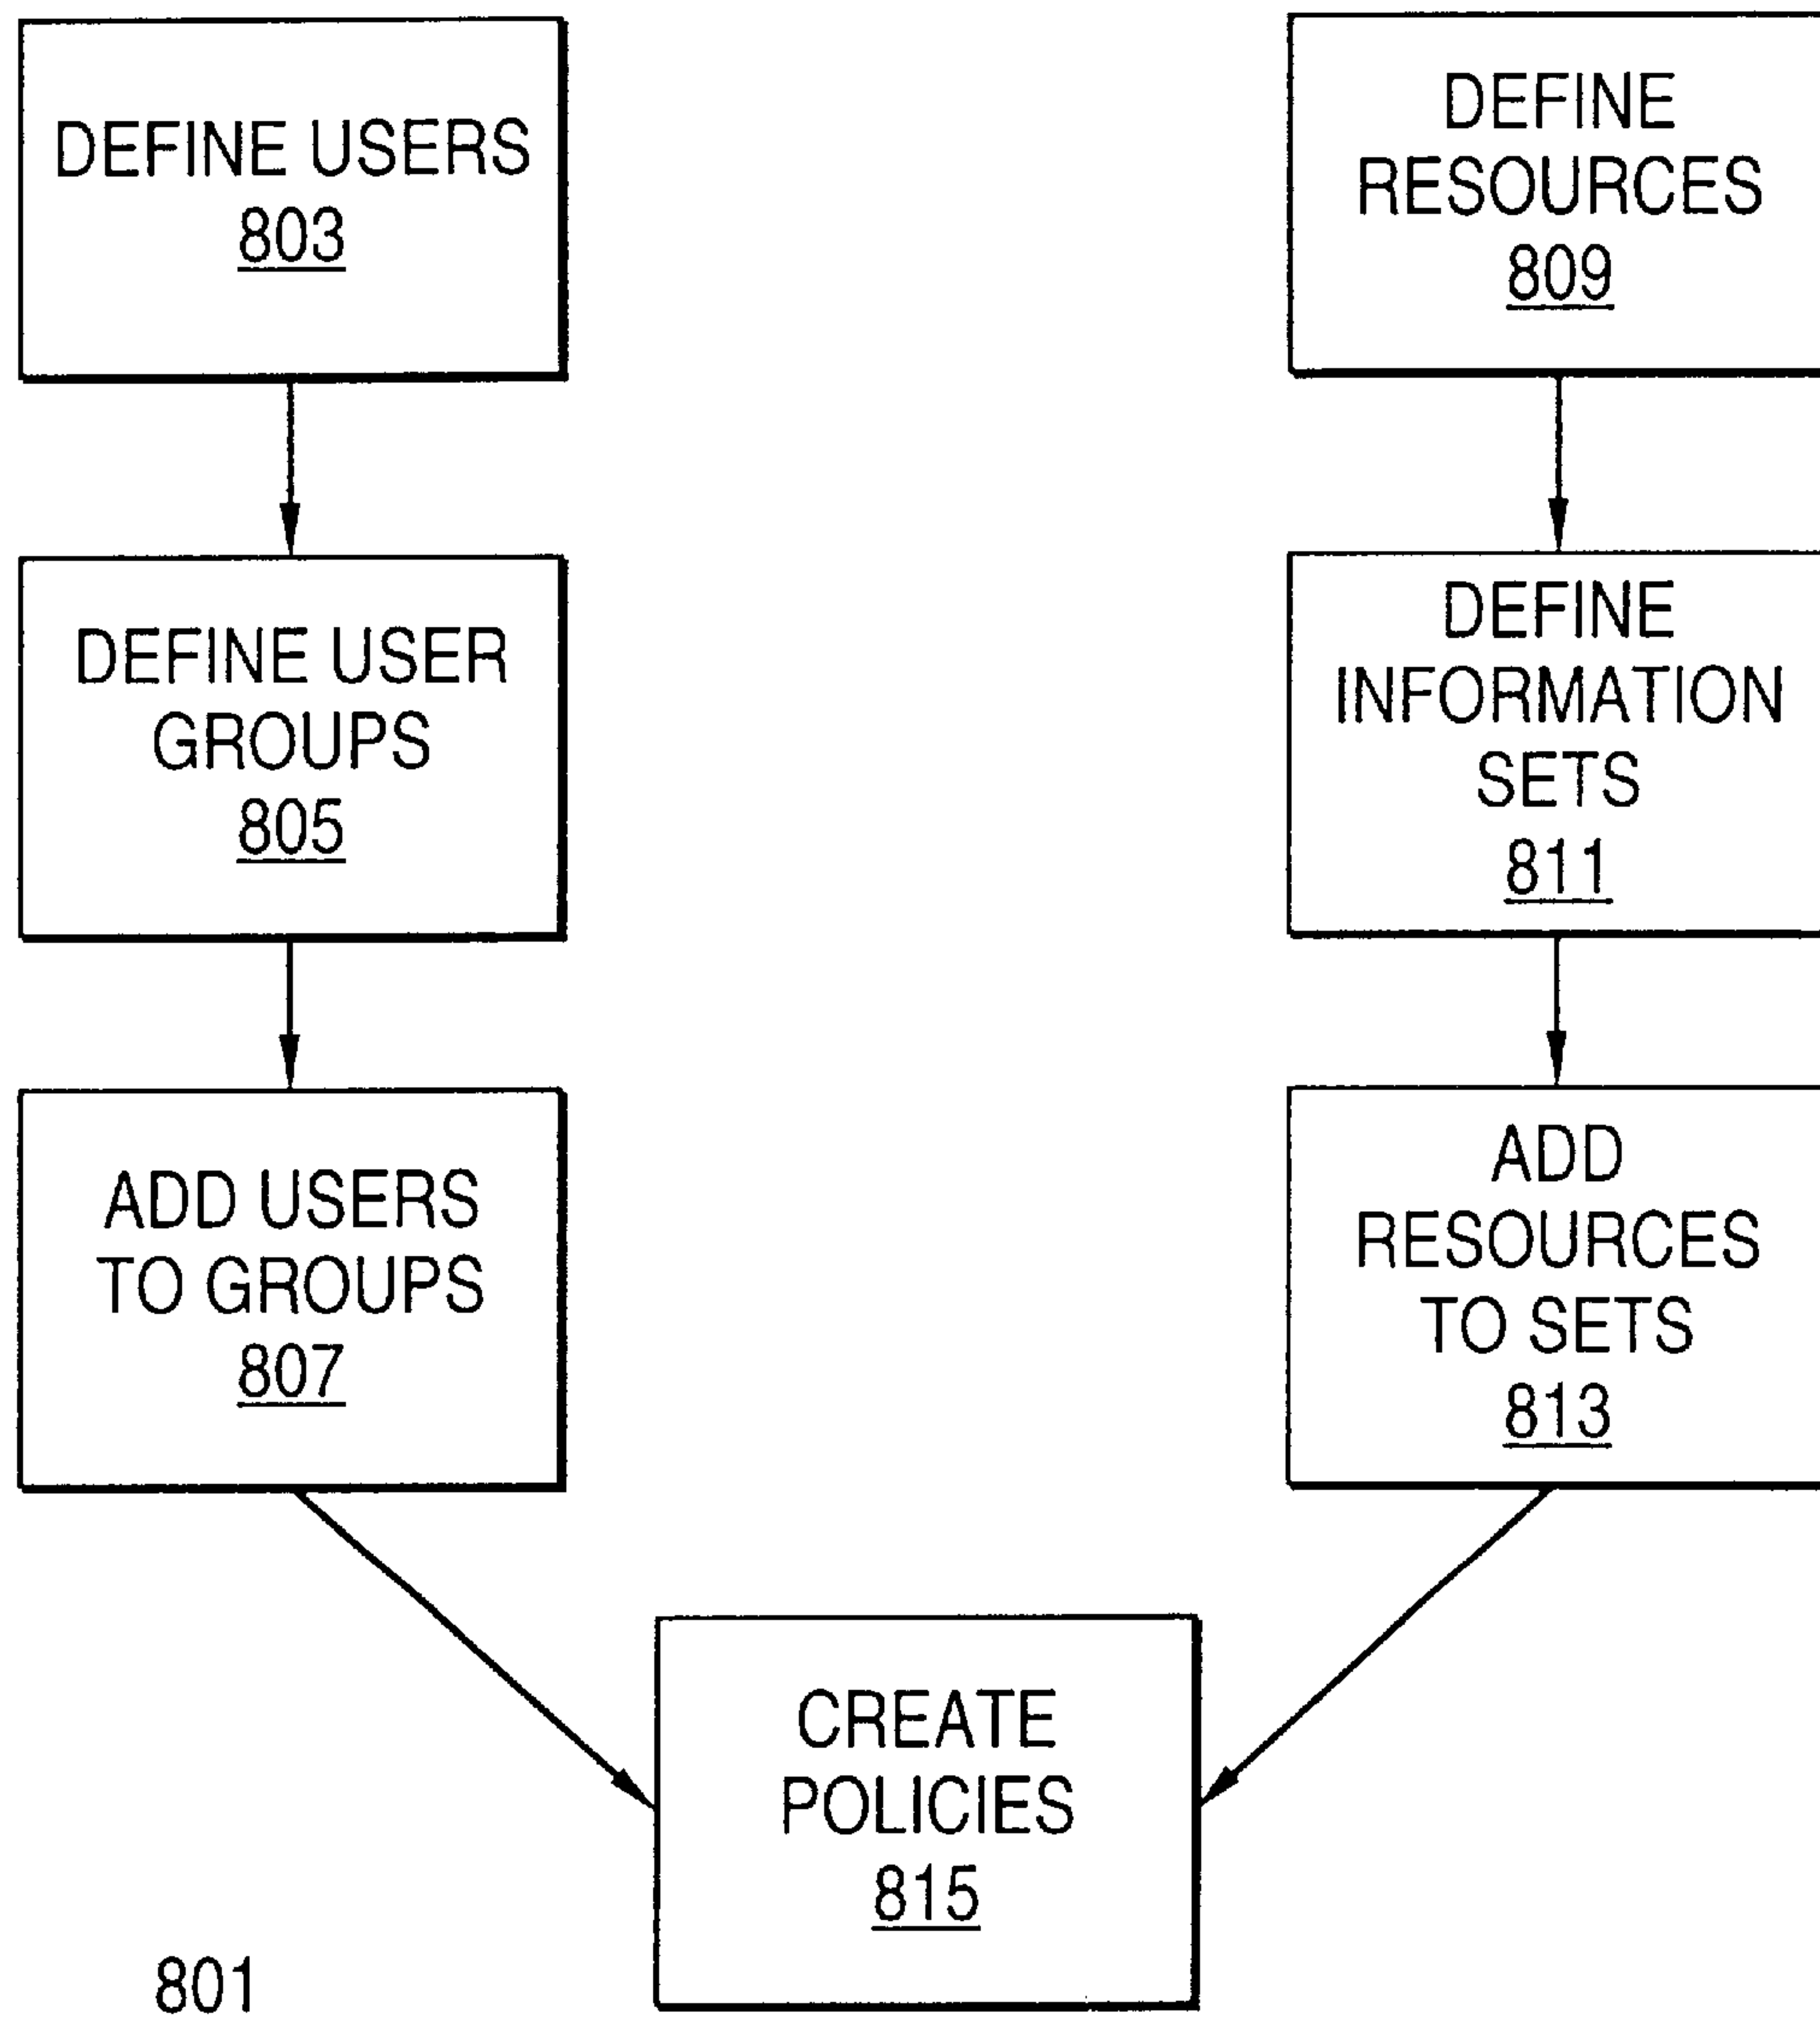 DEFINE USERS
803
DEFINE USER
GROUPS
805
ADD USERS
TO GROUPS
807
DEFINE
RESOURCES
809
DEFINE
INFORMATION
SETS
811
ADD
RESOURCES
TO SETS
813
CREATE
POLICIES
815
801